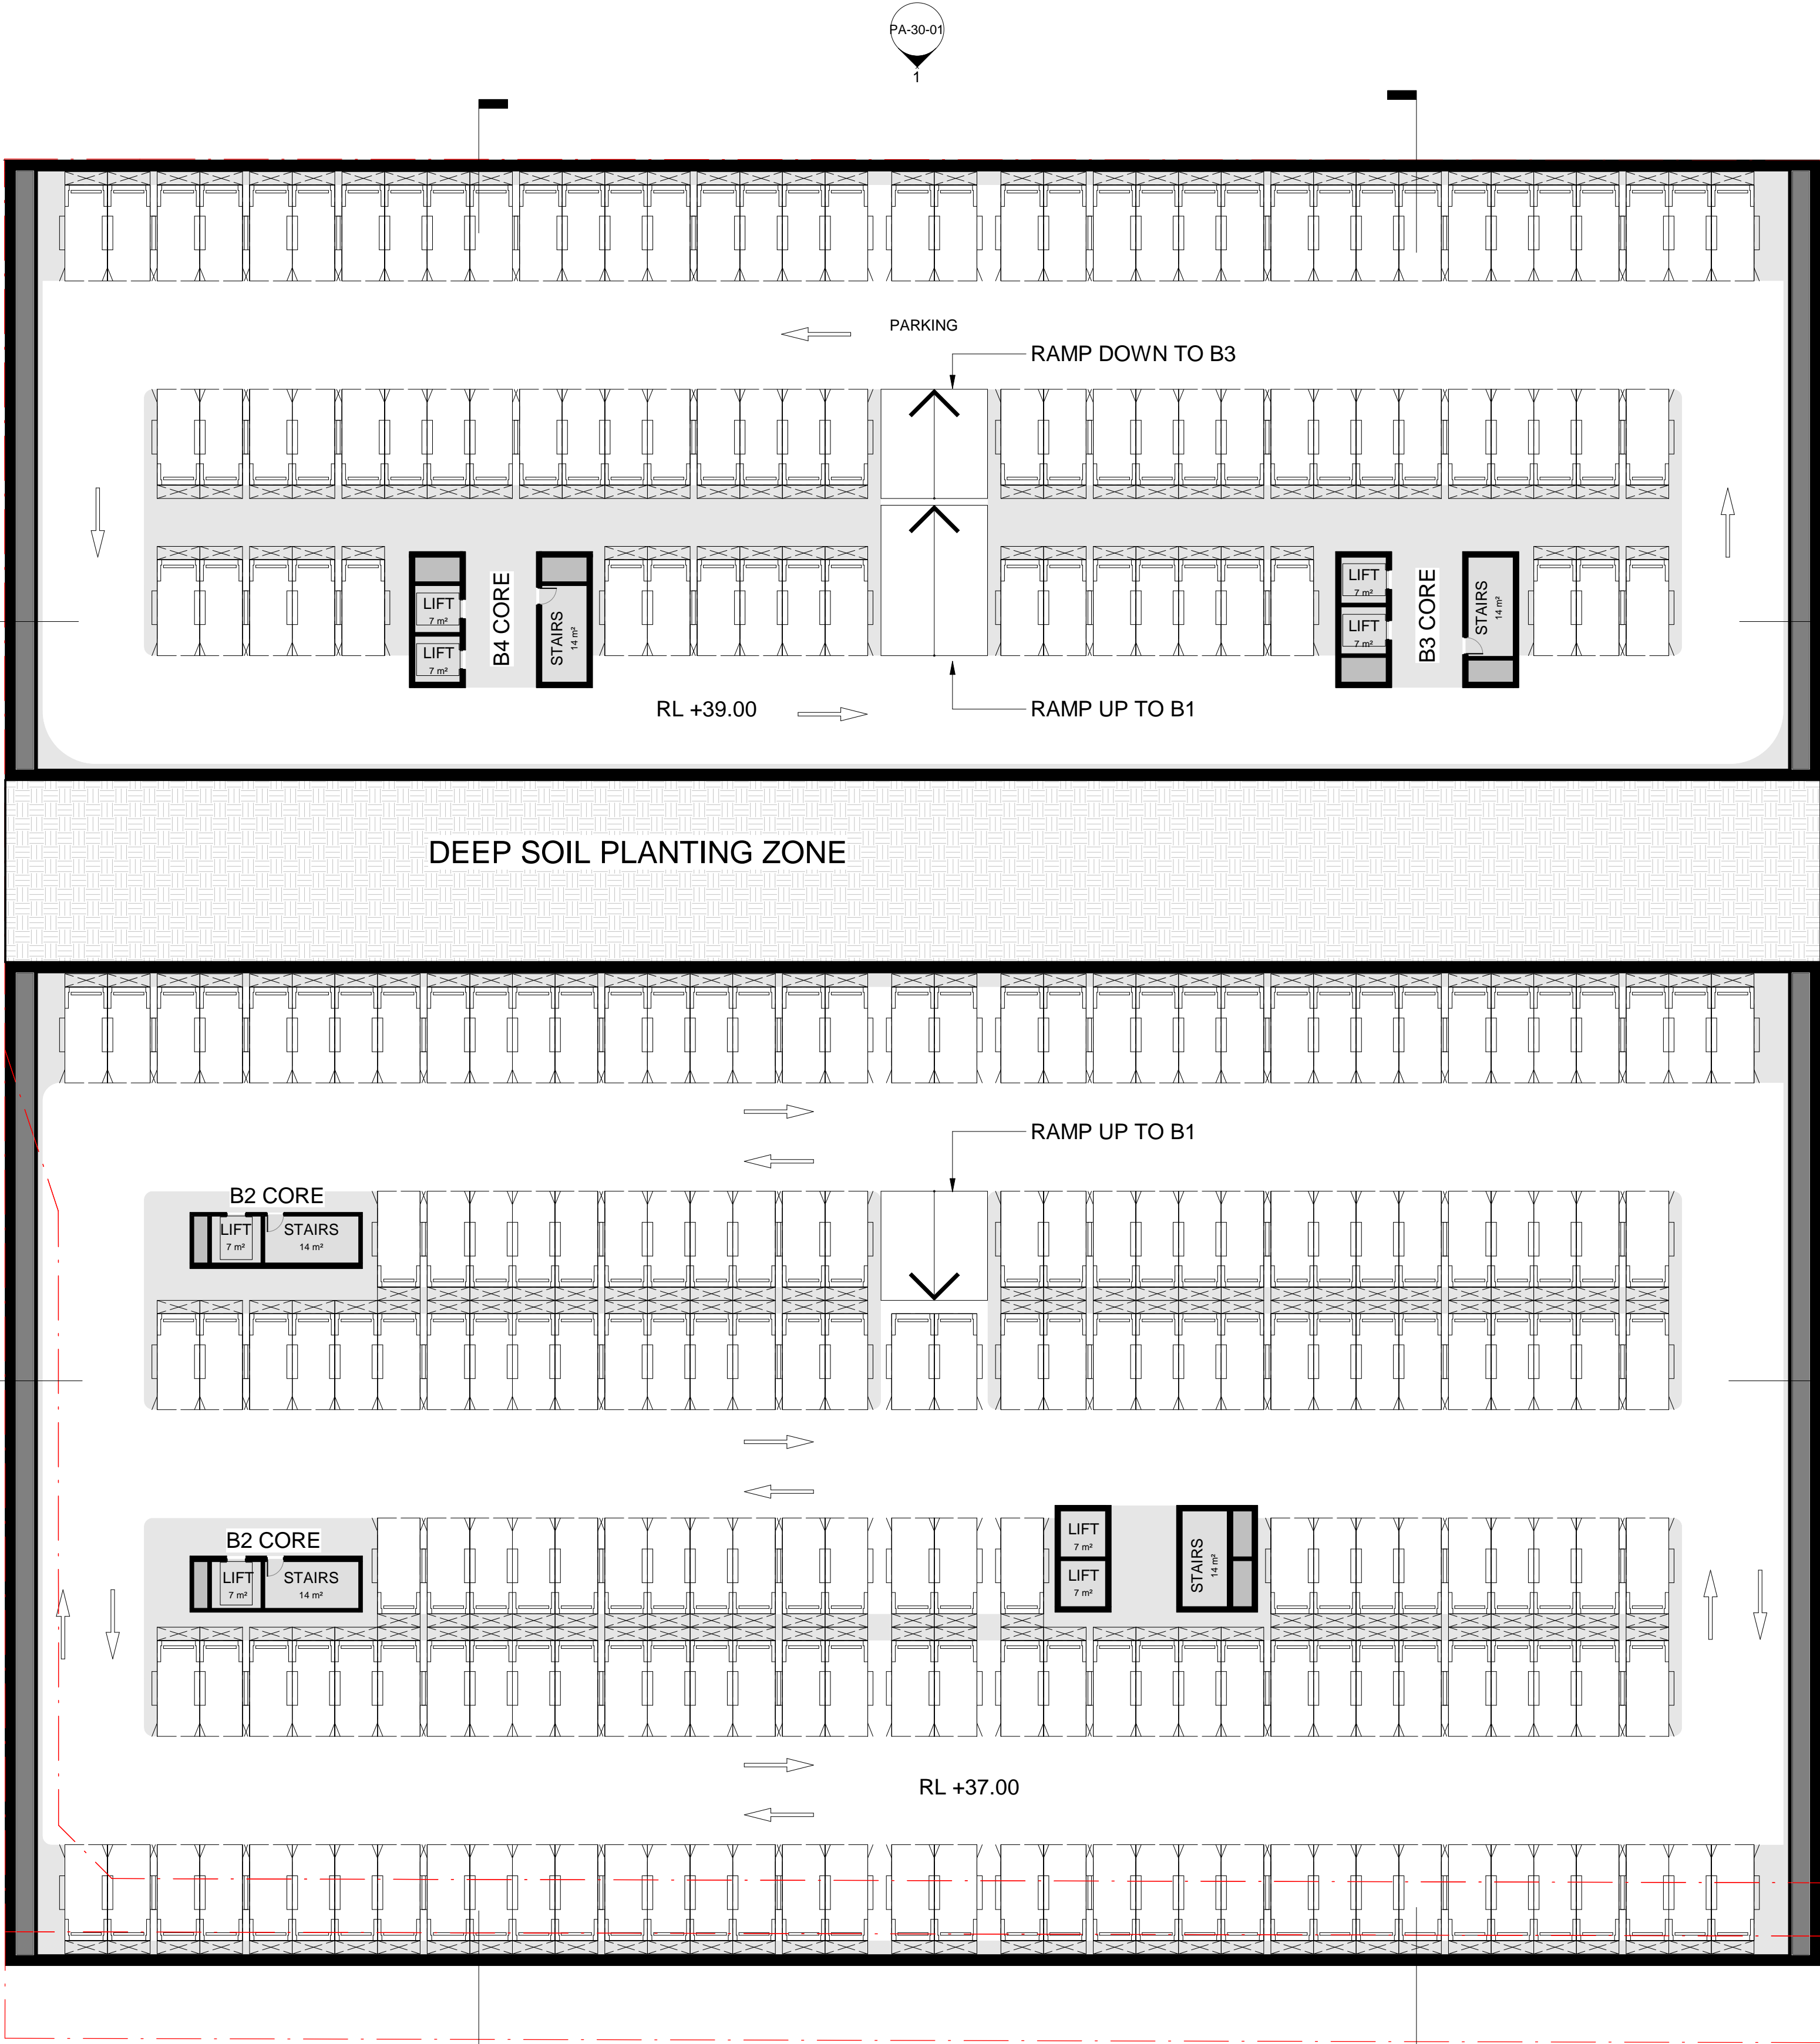 PA-30-01
1
PARKING
RAMP DOWN TO B3
LIFT
7 m²
LIFT
7 m²
B4 CORE
STAIRS
14 m²
LIFT
7 m²
LIFT
7 m²
B3 CORE
STAIRS
14 m²
RL +39.00
RAMP UP TO B1
DEEP SOIL PLANTING ZONE
RAMP UP TO B1
B2 CORE
LIFT
7 m²
STAIRS
14 m²
B2 CORE
LIFT
7 m²
STAIRS
14 m²
LIFT
7 m²
LIFT
7 m²
STAIRS
14 m²
RL +37.00